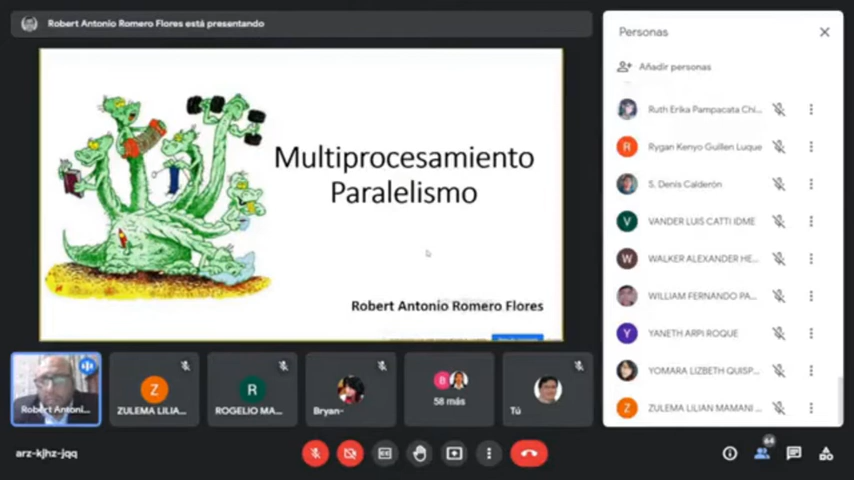 Robert Antonio Romero Flores está presentando
Multiprocesamiento
Paralelismo
Robert Antonio Romero Flores
Personas
Añadir personas
Ruth Erika Pampacata Chi...
Rygan Kenyo Guillen Luque
S. Denis Calderón
VANDER LUIS CATTI IDME
WALKER ALEXANDER HE...
WILLIAM FERNANDO PA...
YANETH ARPI ROQUE
YOMARA LIZBETH QUISP...
ZULEMA LILIAN MAMANI ...
R
V
W
Y
Z
Robert Antoni...
Z
ZULEMA LILIA...
R
ROGELIO MA...
Bryan-
B
58 más
Tú
arz-kjhz-jqq
64